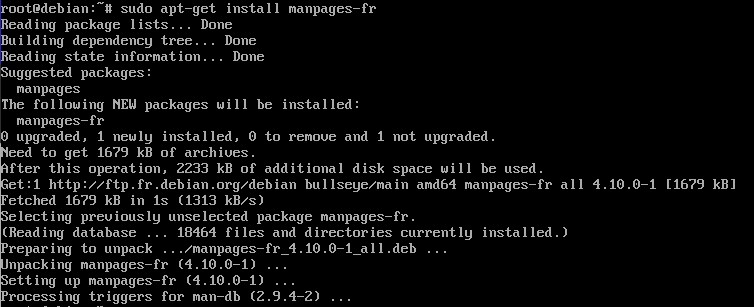 root@debian:~# sudo apt-get install manpages-fr
Reading package lists... Done
Building dependency tree... Done
Reading state information... Done
Suggested packages:
  manpages
The following NEW packages will be installed:
  manpages-fr
0 upgraded, 1 newly installed, 0 to remove and 1 not upgraded.
Need to get 1679 kB of archives.
After this operation, 2233 kB of additional disk space will be used.
Get:1 http://ftp.fr.debian.org/debian bullseye/main amd64 manpages-fr all 4.10.0-1 [1679 kB]
Fetched 1679 kB in 1s (1313 kB/s)
Selecting previously unselected package manpages-fr.
(Reading database ... 18464 files and directories currently installed.)
Preparing to unpack .../manpages-fr_4.10.0-1_all.deb ...
Unpacking manpages-fr (4.10.0-1) ...
Setting up manpages-fr (4.10.0-1) ...
Processing triggers for man-db (2.9.4-2) ...